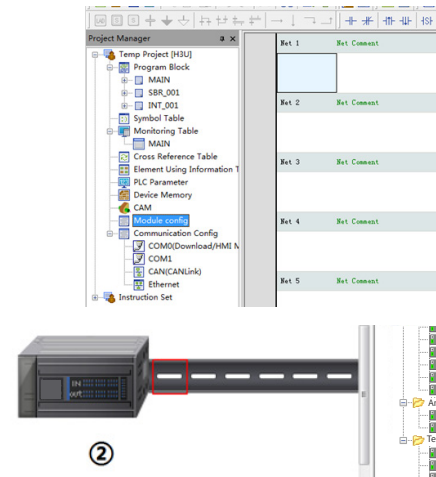 Project Manager
Temp Project [H3U]
Program Block
MAIN
SBR_001
INT_001
Symbol Table
Monitoring Table
MAIN
Cross Reference Table
Element Using Information T
PLC Parameter
Device Memory
CAM
Module config
Communication Config
COM0(Download/HMI M
COM1
CAN(CANLink)
Ethernet
Instruction Set
Net 1 Net Comment
Net 2 Net Comment
Net 3 Net Comment
Net 4 Net Comment
Net 5 Net Comment
IN
out
②
An
Te